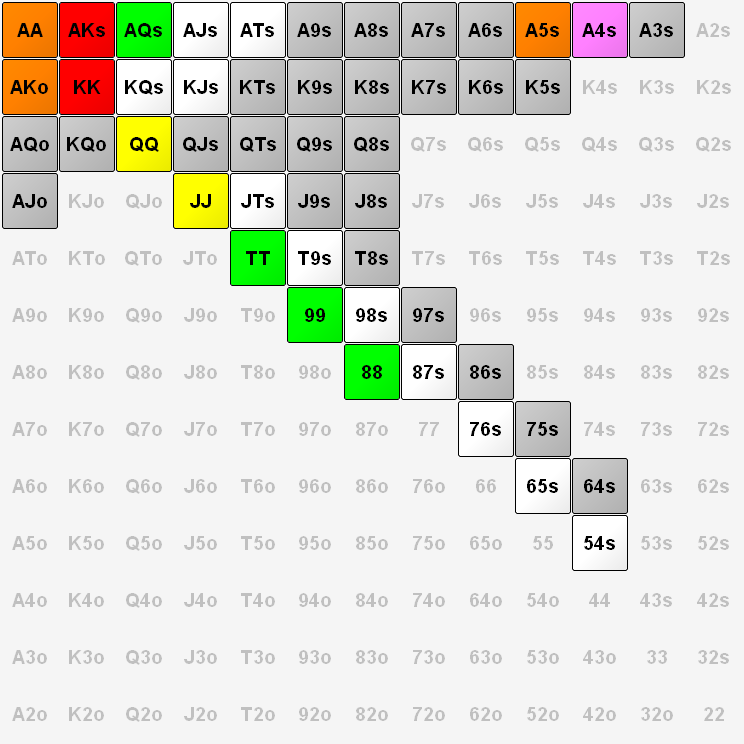 AA AKs AQs AJs ATs A9s A8s A7s A6s A5s A4s A3s A2s
AKo KK KQs KJs KTs K9s K8s K7s K6s K5s K4s K3s K2s
AQo KQo QQ QJs QTs Q9s Q8s Q7s Q6s Q5s Q4s Q3s Q2s
AJo KJo QJo JJ JTs J9s J8s J7s J6s J5s J4s J3s J2s
ATo KTo QTo JTo TT T9s T8s T7s T6s T5s T4s T3s T2s
A9o K9o Q9o J9o T9o 99 98s 97s 96s 95s 94s 93s 92s
A8o K8o Q8o J8o T8o 98o 88 87s 86s 85s 84s 83s 82s
A7o K7o Q7o J7o T7o 97o 87o 77 76s 75s 74s 73s 72s
A6o K6o Q6o J6o T6o 96o 86o 76o 66 65s 64s 63s 62s
A5o K5o Q5o J5o T5o 95o 85o 75o 65o 55 54s 53s 52s
A4o K4o Q4o J4o T4o 94o 84o 74o 64o 54o 44 43s 42s
A3o K3o Q3o J3o T3o 93o 83o 73o 63o 53o 43o 33 32s
A2o K2o Q2o J2o T2o 92o 82o 72o 62o 52o 42o 32o 22